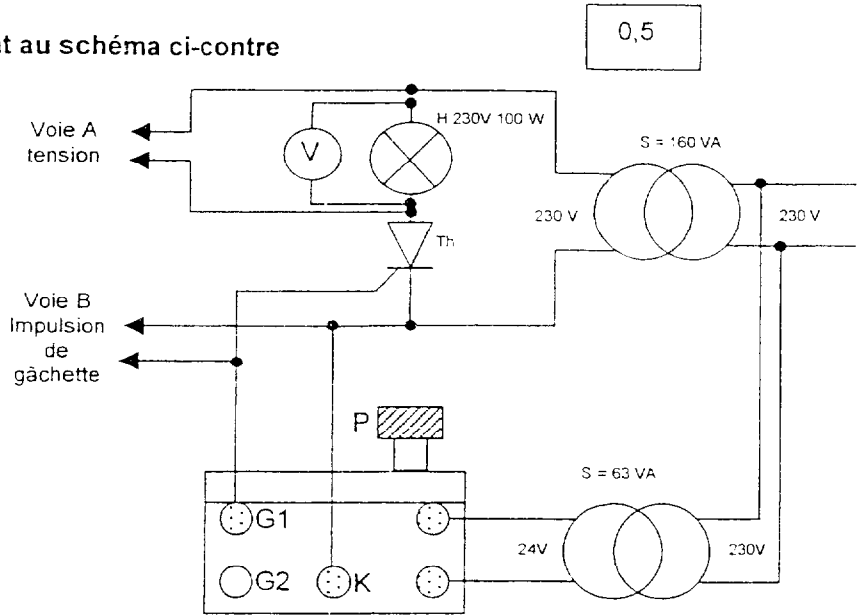 0,5
t au schéma ci-contre
H 230V 100 W
Voie A
tension
V
S = 160 VA
230 V
230 V
Th
Voie B
Impulsion
de
gâchette
P
S = 63 VA
G1
24V
230V
G2
K